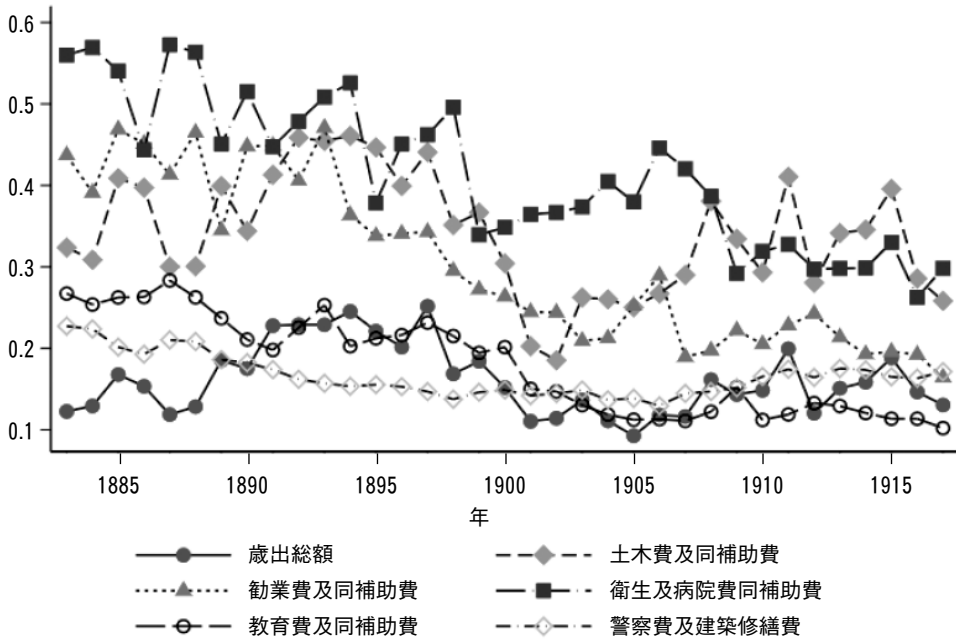 0.6
0.5
0.4
0.3
0.2
0.1
1885 1890 1895 1900 1905 1910 1915
年
歳出総額 土木費及同補助費
勧業費及同補助費 衛生及病院費同補助費
教育費及同補助費 警察費及建築修繕費